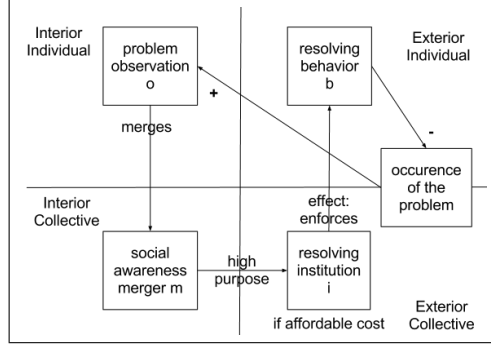 Interior
Individual
problem
observation
o
resolving
behavior
b
Exterior
Individual
+
-
merges
occurence
of the
problem
Interior
Collective
effect:
enforces
social
awareness
merger m
high
purpose
resolving
institution
i
if affordable cost
Exterior
Collective